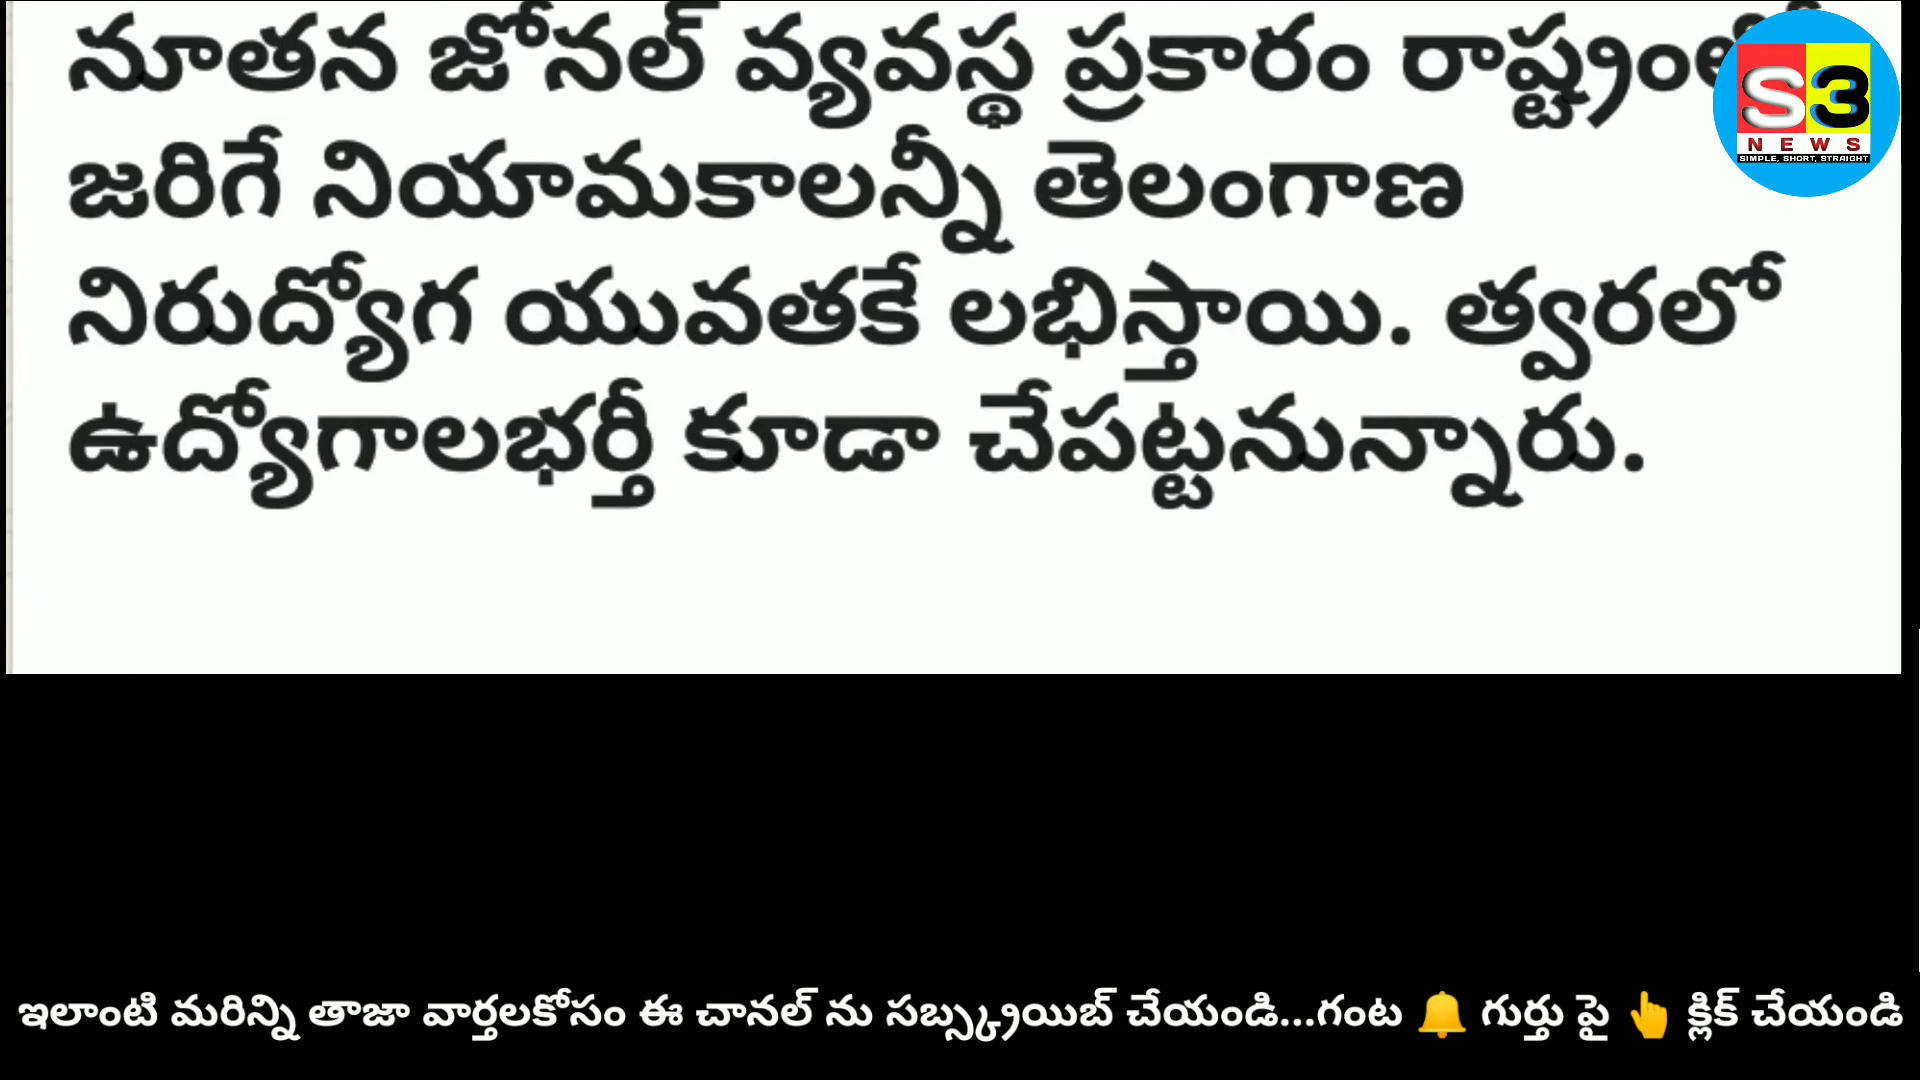 నూతన జోనల్ వ్యవస్థ ప్రకారం
జరిగే నియామకాలన్నీ తెలంగాణ
నిరుద్యోగ యువతకే లభిస్తాయి. త్వరలో
ఉద్యోగాలభర్తీ కూడా చేపట్టనున్నారు.
S3
NEWS
SIMPLE, SHORT, STRAIGHT
ఇలాంటి మరిన్ని తాజా వార్తలకోసం ఈ చానల్ ను సబ్స్క్రయిబ్ చేయండి...గంట 🔔 గుర్తు పై 👆 క్లిక్ చేయండి